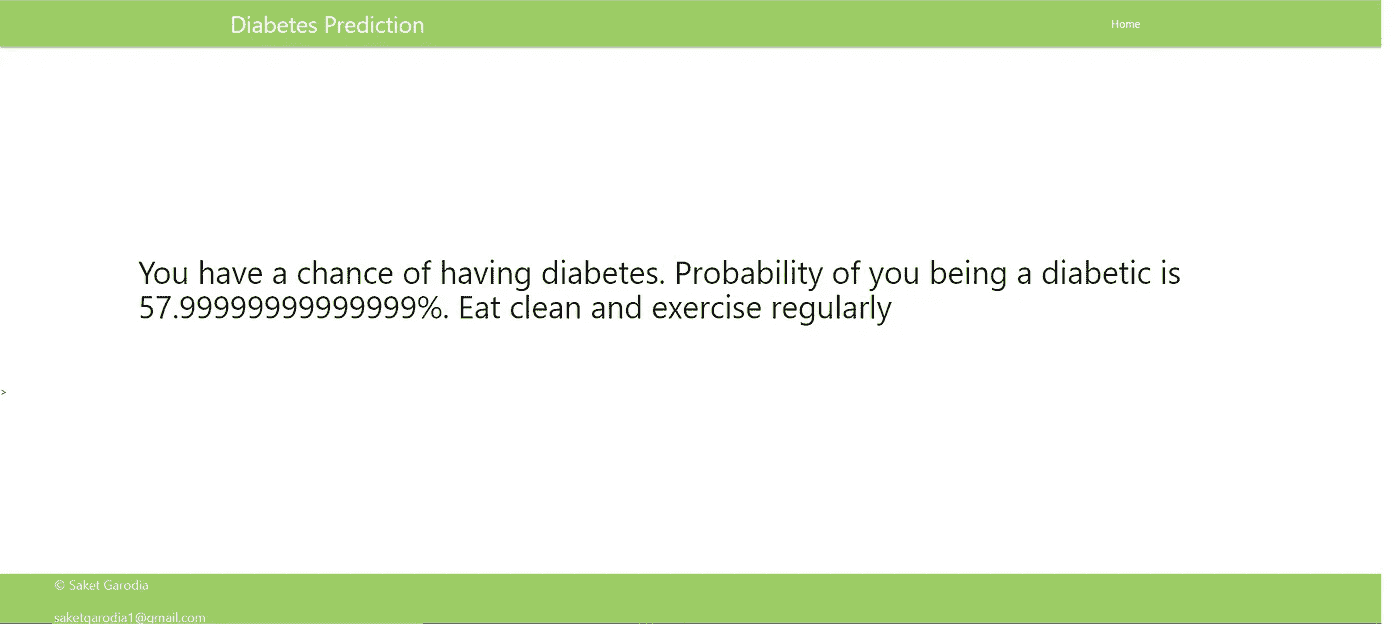 Diabetes Prediction
Home
You have a chance of having diabetes. Probability of you being a diabetic is
57.99999999999999%. Eat clean and exercise regularly
>
© Saket Garodia
saketgarodia1@gmail.com